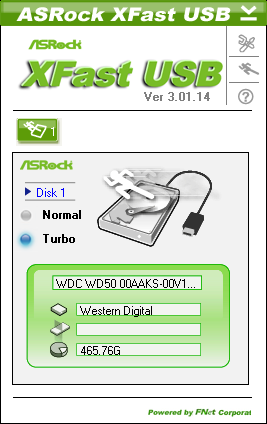 ASRock XFast USB
ASRock
XFast USB
Ver 3.01.14
1
ASRock
Disk 1
Normal
Turbo
WDC WD50 00AAKS-00V1...
Western Digital
465.76G
Powered by FNet Corporat